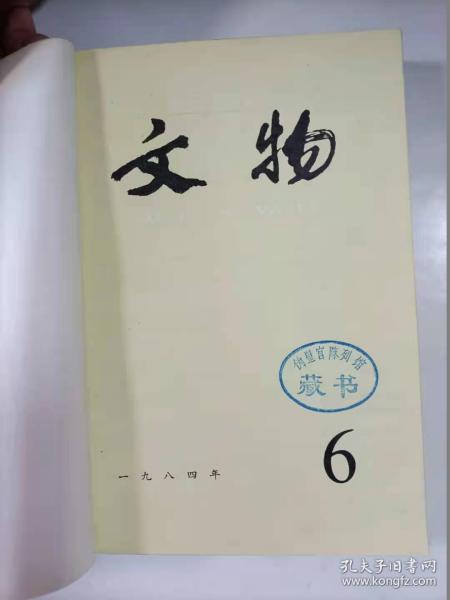 文物
伪皇宫陈列馆
藏书
一九八四年
6
孔夫子旧书网
www.kongfz.com